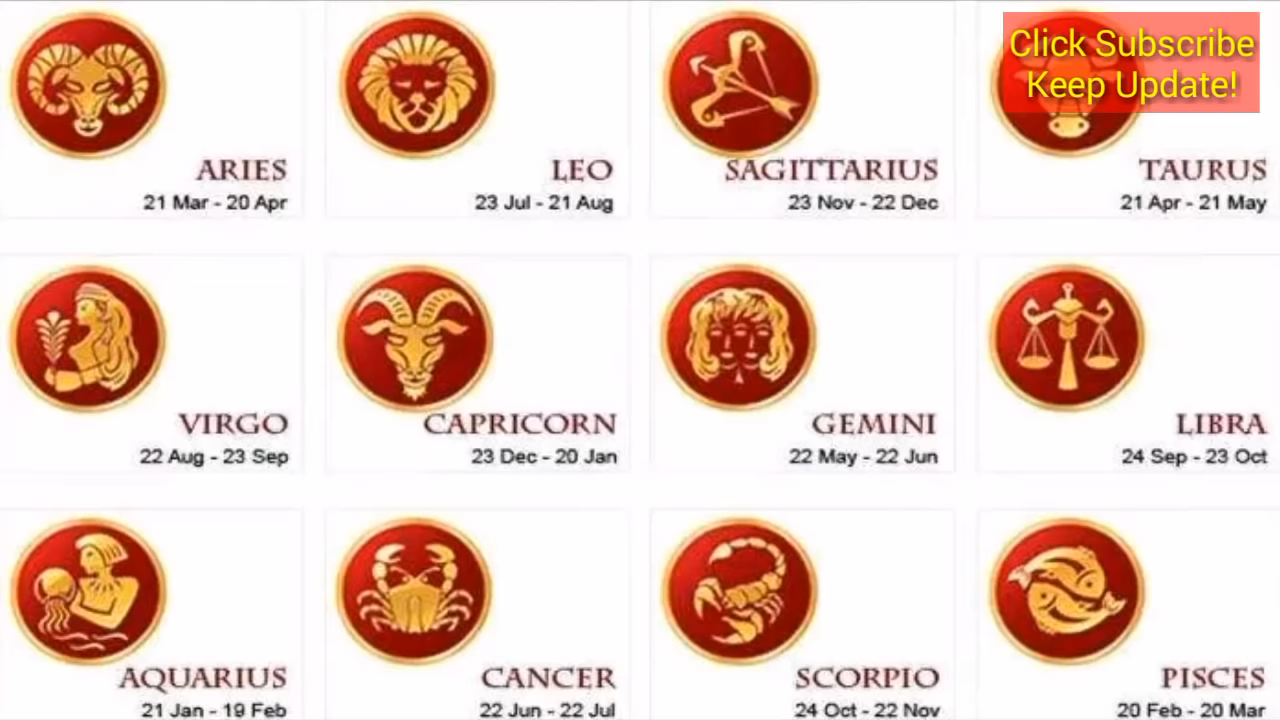 Click Subscribe
Keep Update!
ARIES
21 Mar - 20 Apr
LEO
23 Jul - 21 Aug
SAGITTARIUS
23 Nov - 22 Dec
TAURUS
21 Apr - 21 May
VIRGO
22 Aug - 23 Sep
CAPRICORN
23 Dec - 20 Jan
GEMINI
22 May - 22 Jun
LIBRA
24 Sep - 23 Oct
AQUARIUS
21 Jan - 19 Feb
CANCER
22 Jun - 22 Jul
SCORPIO
24 Oct - 22 Nov
PISCES
20 Feb - 20 Mar